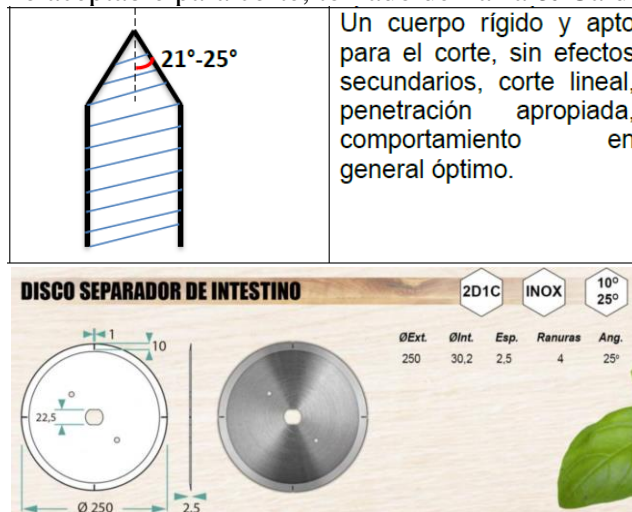 21°-25°
Un cuerpo rígido y apto
para el corte, sin efectos
secundarios, corte lineal,
penetración apropiada,
comportamiento en
general óptimo.
DISCO SEPARADOR DE INTESTINO
2D1C
INOX
10°
25°
ØExt. ØInt. Esp. Ranuras Ang.
250 30,2 2,5 4 25º
1
10
22,5
Ø 250
2,5